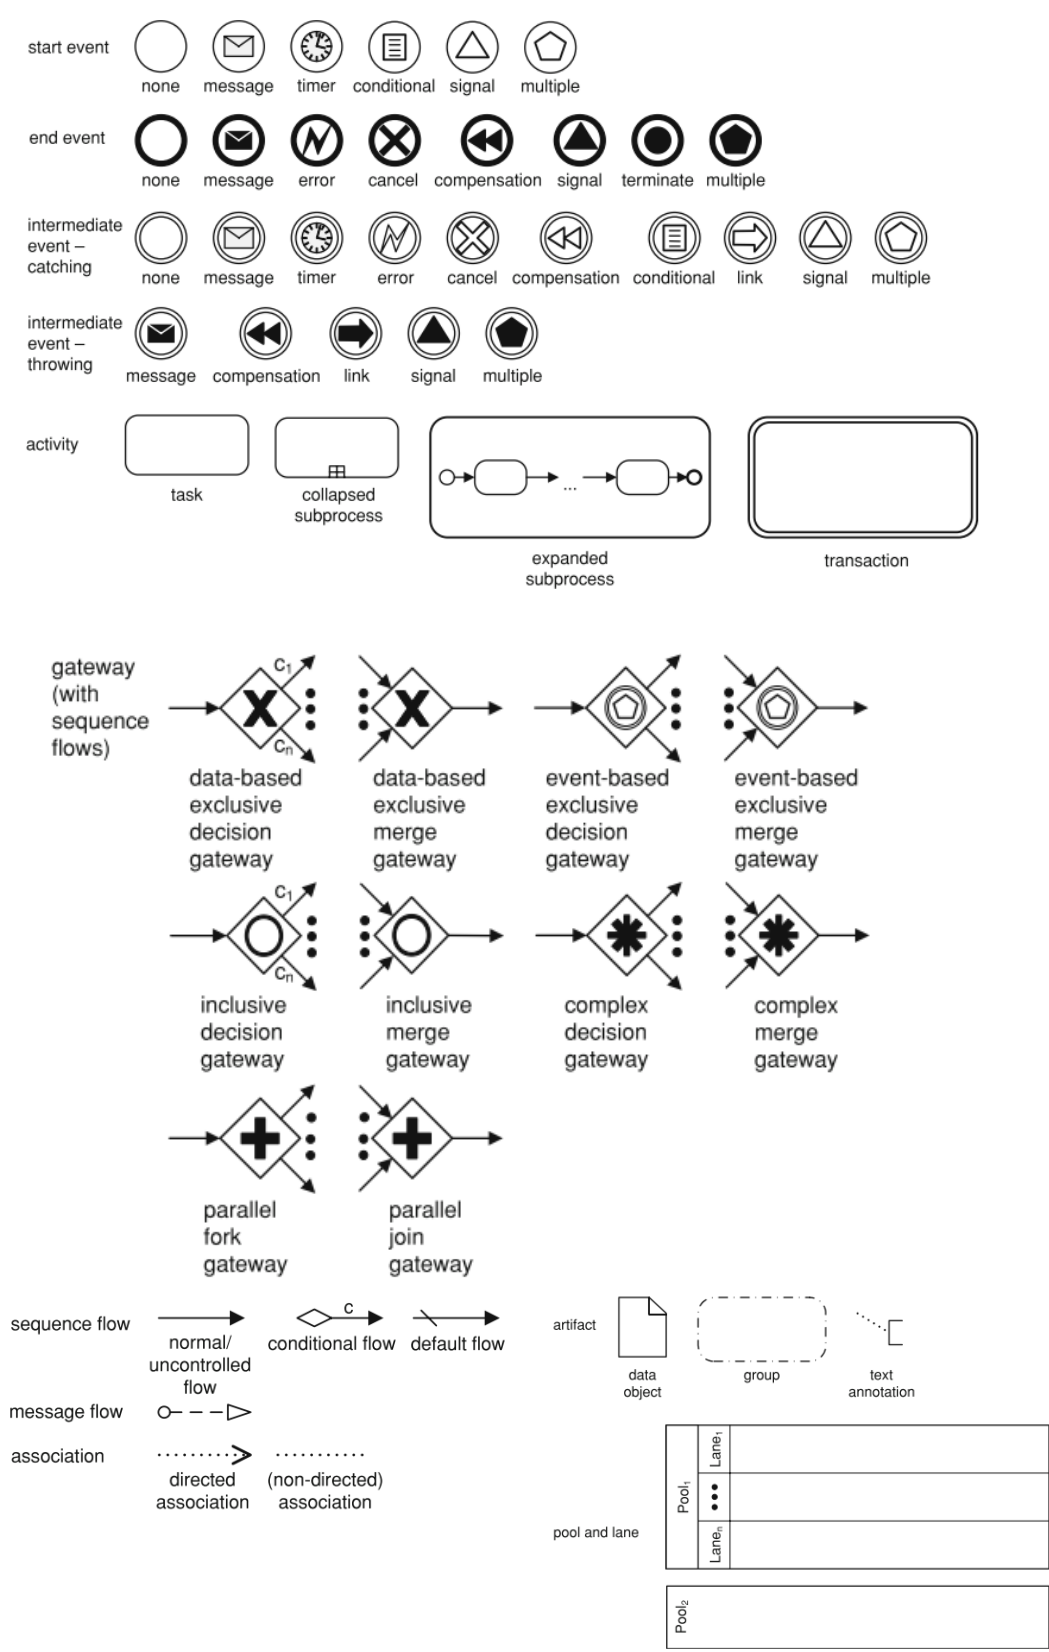 start event
none message timer conditional signal multiple
end event
none message error cancel compensation signal terminate multiple
intermediate
event –
catching
none message timer error cancel compensation conditional link signal multiple
intermediate
event –
throwing
message compensation link signal multiple
activity
task
collapsed
subprocess
...
expanded
subprocess
transaction
gateway
(with
sequence
flows)
C1
X
Cn
data-based
exclusive
decision
gateway
X
data-based
exclusive
merge
gateway
event-based
exclusive
decision
gateway
event-based
exclusive
merge
gateway
C1
Cn
inclusive
decision
gateway
inclusive
merge
gateway
complex
decision
gateway
complex
merge
gateway
parallel
fork
gateway
parallel
join
gateway
sequence flow
normal/
uncontrolled
flow
c
conditional flow
default flow
message flow
association
directed
association
(non-directed)
association
artifact
data
object
group
text
annotation
pool and lane
Pool1
Lane1
Lanen
Pool2